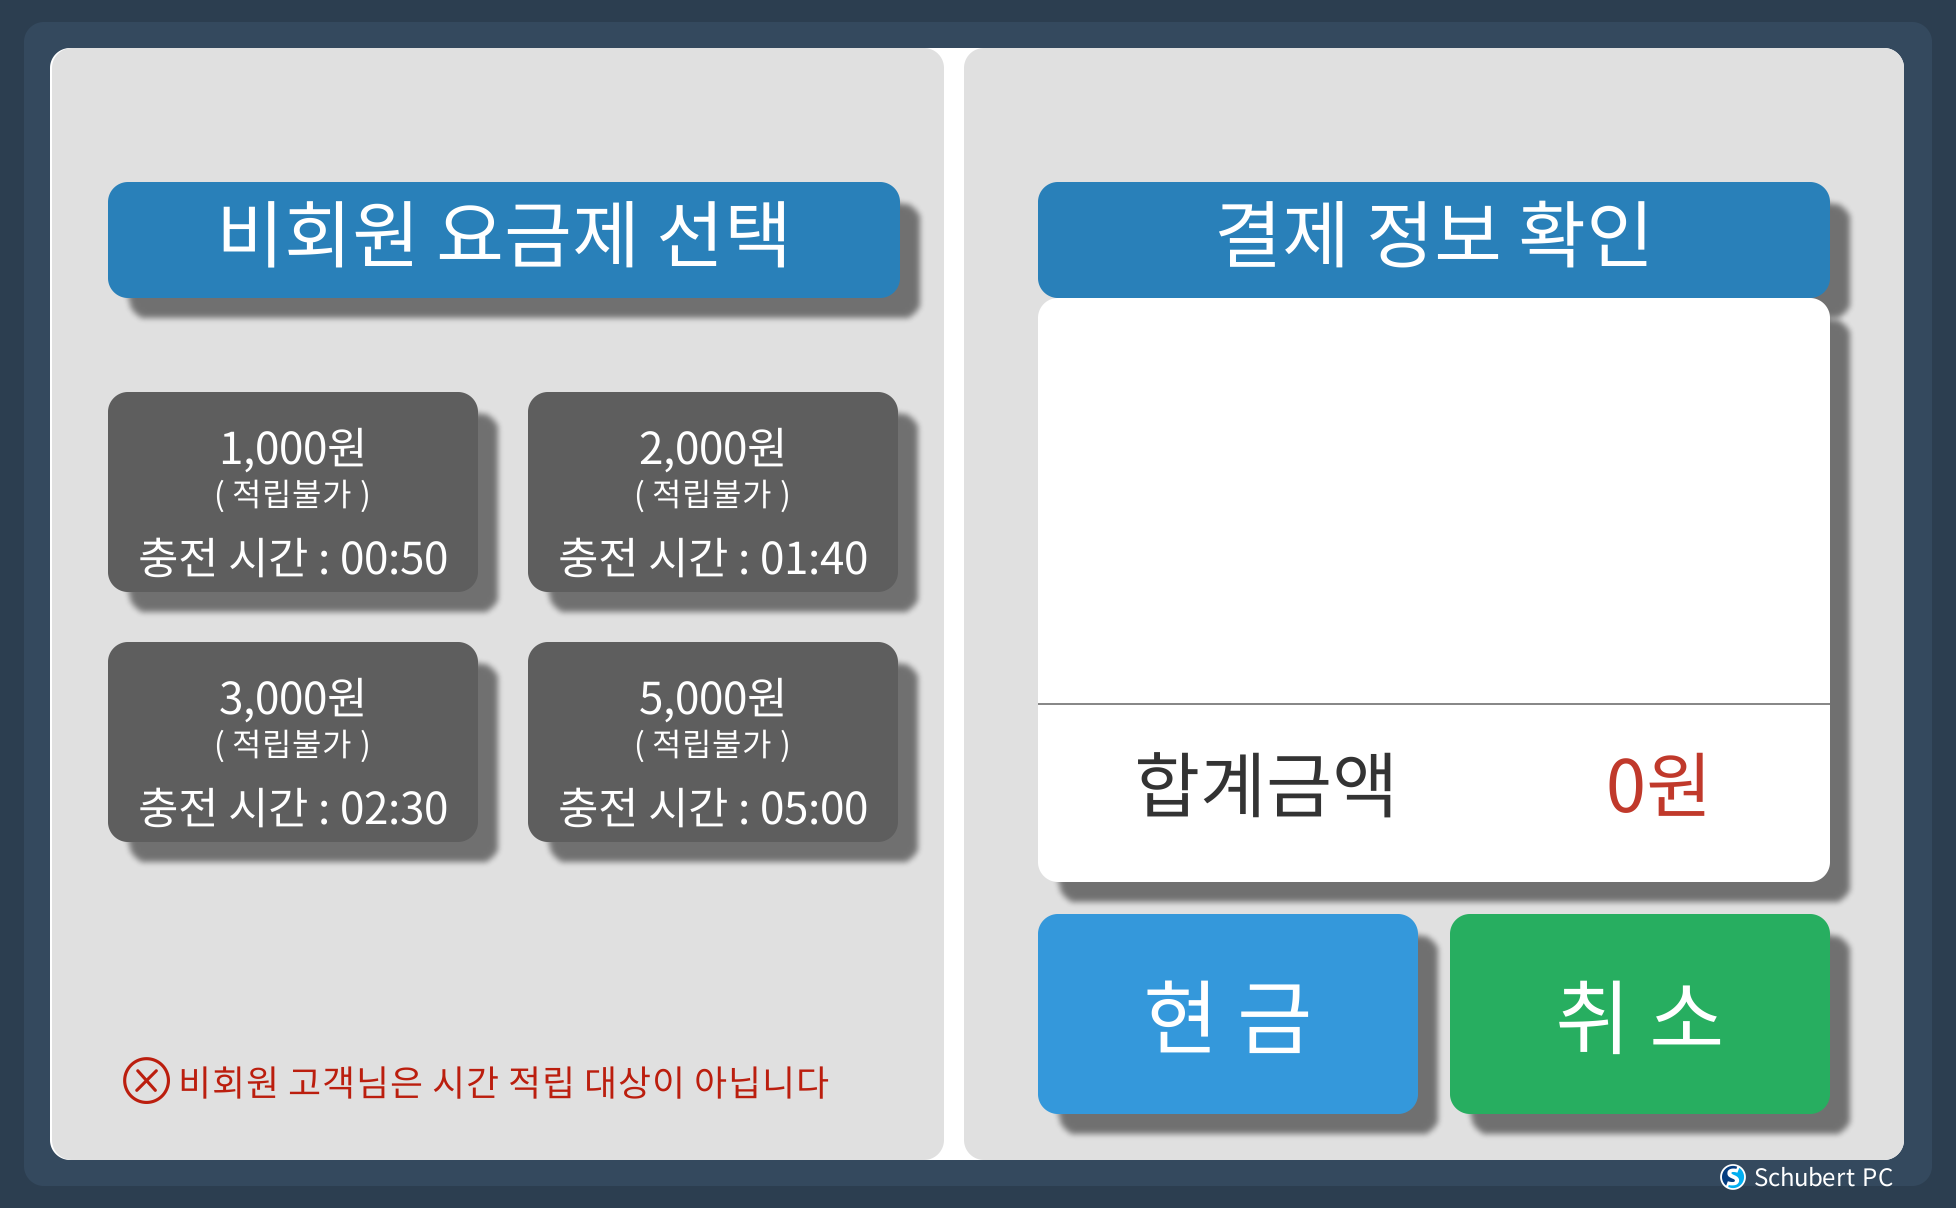 비회원 요금제 선택
1,000원
( 적립불가 )
충전 시간 : 00:50
2,000원
( 적립불가 )
충전 시간 : 01:40
3,000원
( 적립불가 )
충전 시간 : 02:30
5,000원
( 적립불가 )
충전 시간 : 05:00
비회원 고객님은 시간 적립 대상이 아닙니다
결제 정보 확인
합계금액 0원
현 금
취 소
Schubert PC